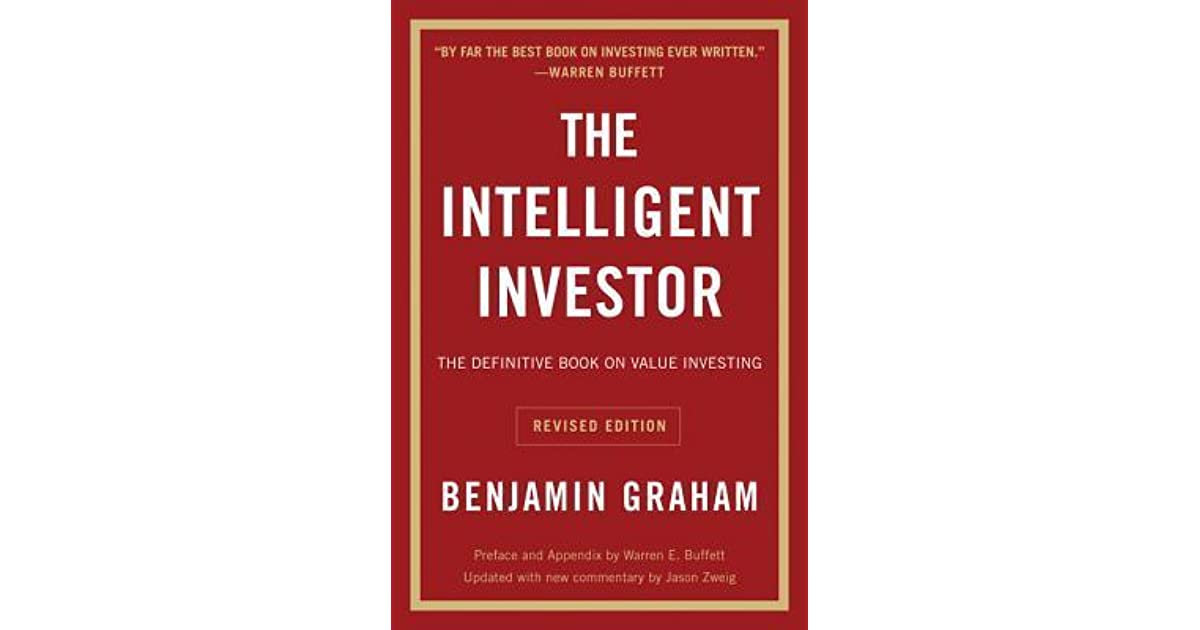 “BY FAR THE BEST BOOK ON INVESTING EVER WRITTEN.”
—WARREN BUFFETT
THE
INTELLIGENT
INVESTOR
THE DEFINITIVE BOOK ON VALUE INVESTING
REVISED EDITION
BENJAMIN GRAHAM
Preface and Appendix by Warren E. Buffett
Updated with new commentary by Jason Zweig